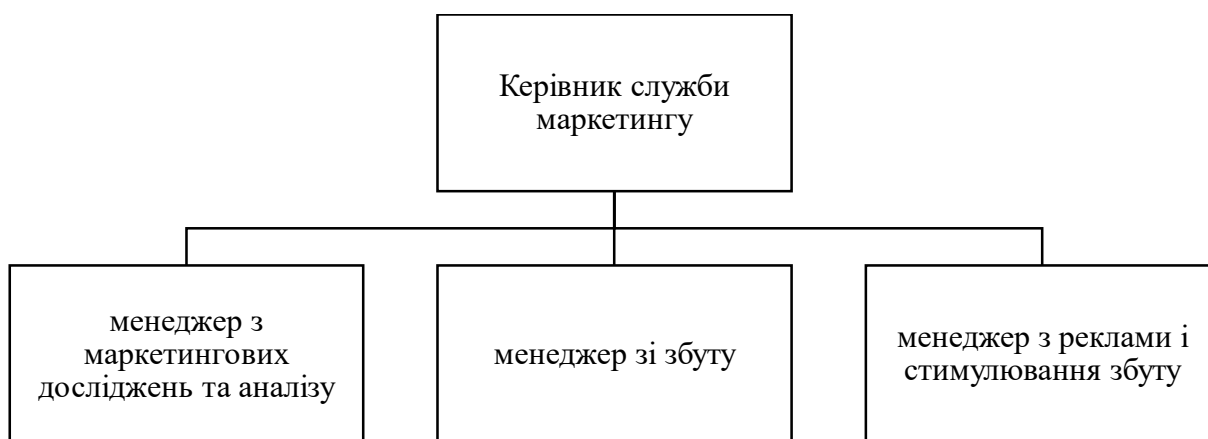 Керівник служби
маркетингу
менеджер з
маркетингових
досліджень та аналізу
менеджер зі збуту
менеджер з реклами і
стимулювання збуту